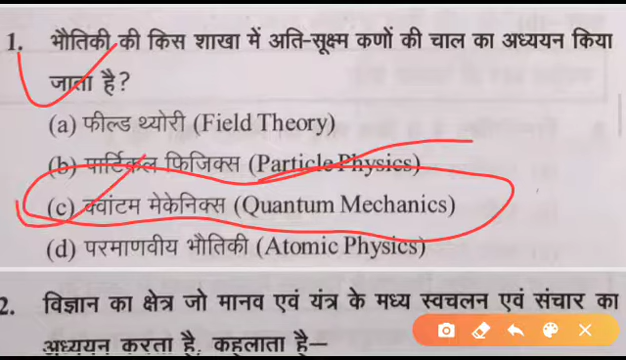 1. भौतिकी की किस शाखा में अति-सूक्ष्म कणों की चाल का अध्ययन किया
जाता है?
(a) फील्ड थ्योरी (Field Theory)
(b) पार्टिकल फिजिक्स (Particle Physics)
(c) क्वांटम मेकेनिक्स (Quantum Mechanics)
(d) परमाणवीय भौतिकी (Atomic Physics)
2. विज्ञान का क्षेत्र जो मानव एवं यंत्र के मध्य स्वचलन एवं संचार का
अध्ययन करता है, कहलाता है—